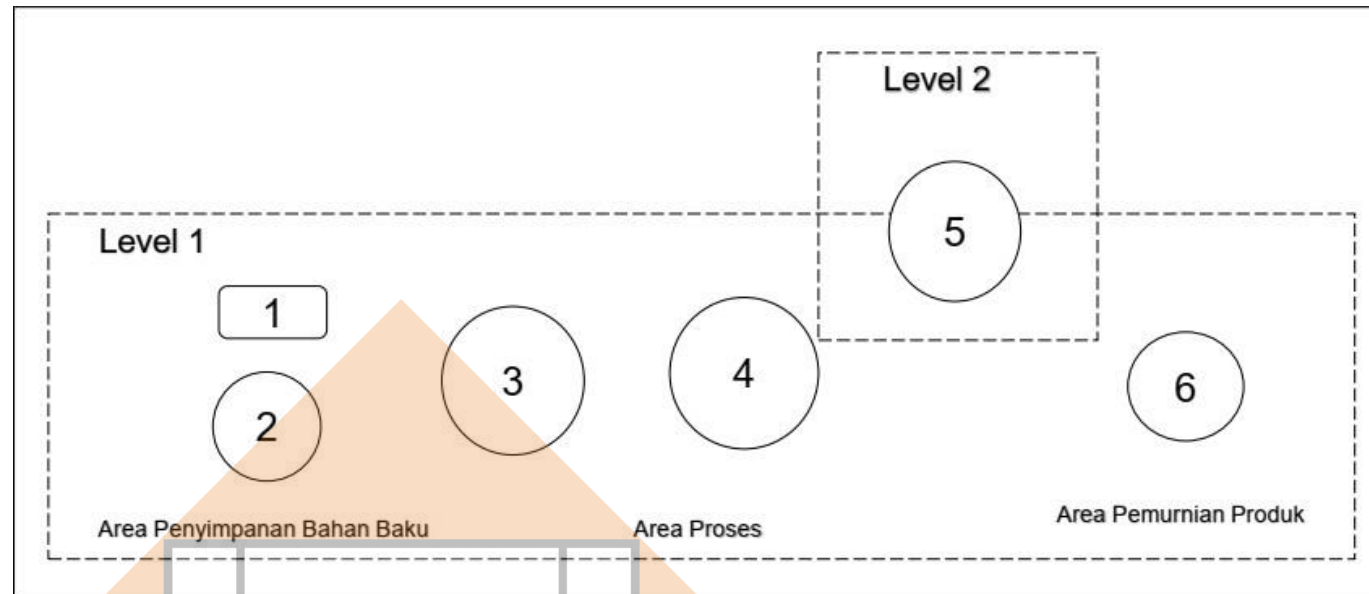 Level 2
5
Level 1
1
2
3
4
6
Area Penyimpanan Bahan Baku
Area Proses
Area Pemurnian Produk